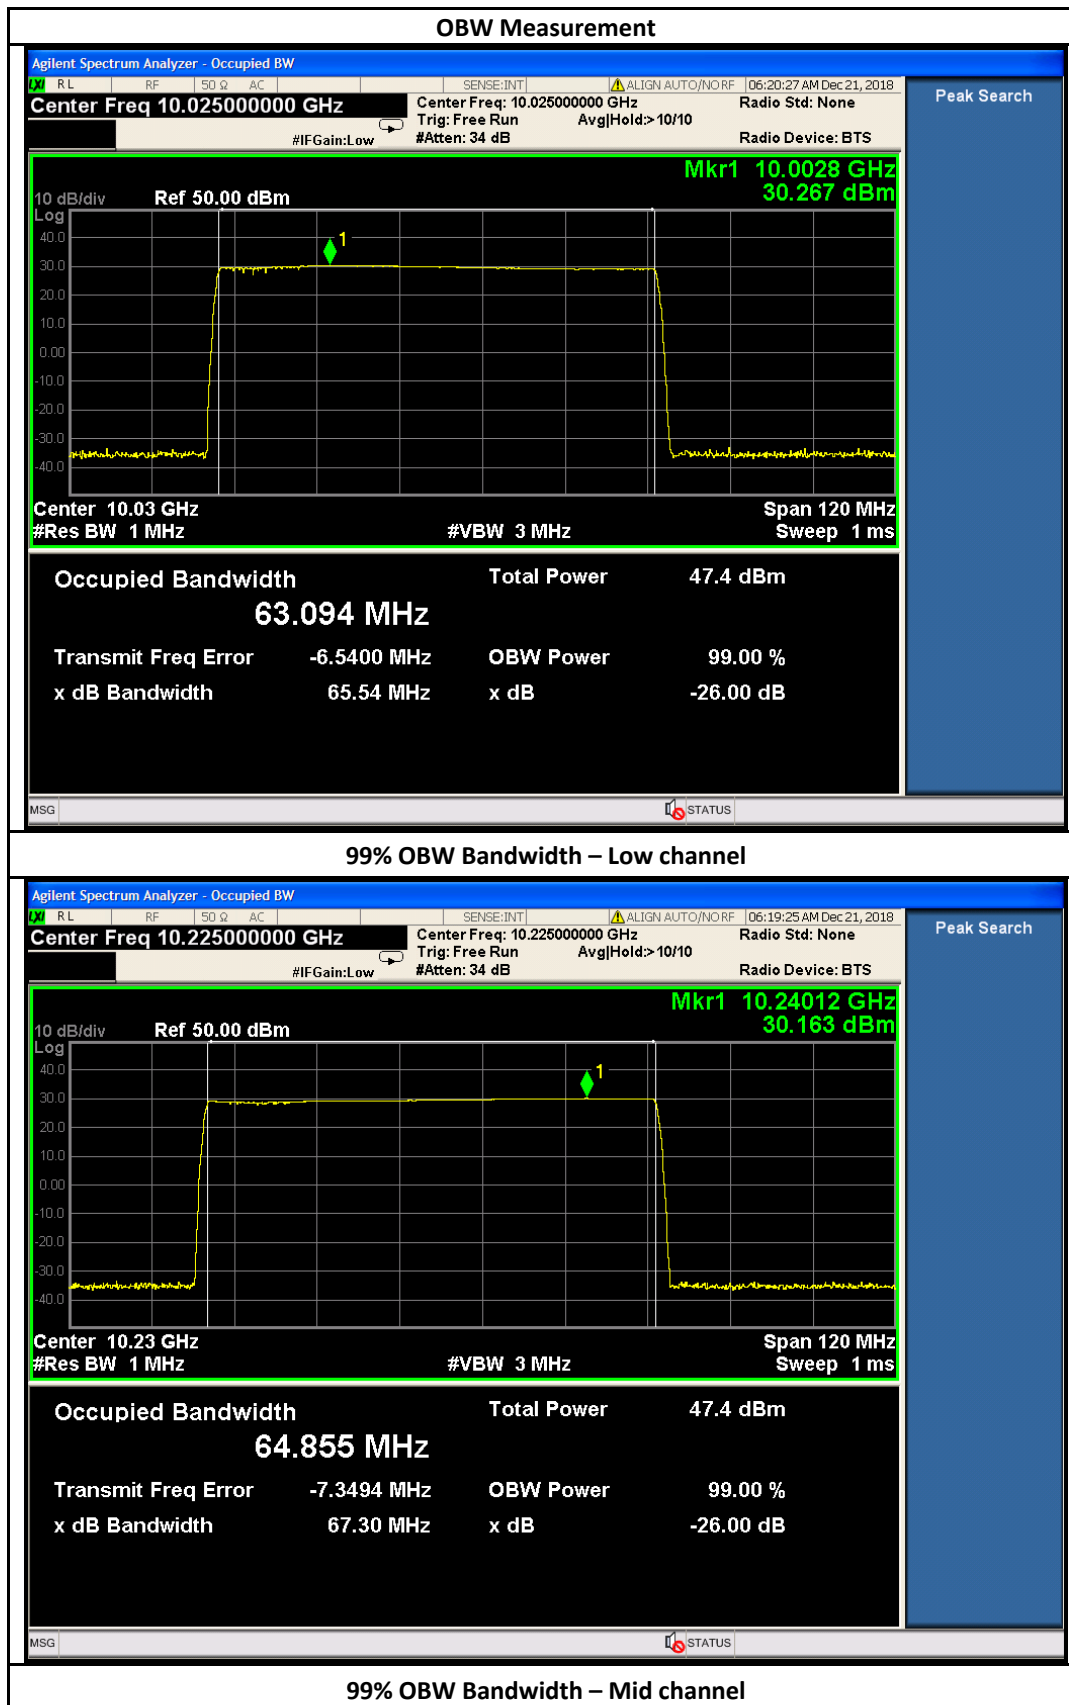 OBW Measurement
Agilent Spectrum Analyzer - Occupied BW
LXI RL RF 50 Ω AC SENSE:INT ALIGN AUTO/NO RF 06:20:27 AM Dec 21, 2018
Center Freq 10.025000000 GHz Center Freq: 10.025000000 GHz Radio Std: None Peak Search
Trig: Free Run Avg|Hold:>10/10
#IFGain:Low #Atten: 34 dB Radio Device: BTS
Mkr1 10.0028 GHz
10 dB/div Ref 50.00 dBm 30.267 dBm
Log
40.0
1
30.0
20.0
10.0
0.00
-10.0
-20.0
-30.0
-40.0
Center 10.03 GHz Span 120 MHz
#Res BW 1 MHz #VBW 3 MHz Sweep 1 ms
Occupied Bandwidth Total Power 47.4 dBm
63.094 MHz
Transmit Freq Error -6.5400 MHz OBW Power 99.00 %
x dB Bandwidth 65.54 MHz x dB -26.00 dB
MSG STATUS
99% OBW Bandwidth – Low channel
Agilent Spectrum Analyzer - Occupied BW
LXI RL RF 50 Ω AC SENSE:INT ALIGN AUTO/NO RF 06:19:25 AM Dec 21, 2018
Center Freq 10.225000000 GHz Center Freq: 10.225000000 GHz Radio Std: None Peak Search
Trig: Free Run Avg|Hold:>10/10
#IFGain:Low #Atten: 34 dB Radio Device: BTS
Mkr1 10.24012 GHz
10 dB/div Ref 50.00 dBm 30.163 dBm
Log
40.0
1
30.0
20.0
10.0
0.00
-10.0
-20.0
-30.0
-40.0
Center 10.23 GHz Span 120 MHz
#Res BW 1 MHz #VBW 3 MHz Sweep 1 ms
Occupied Bandwidth Total Power 47.4 dBm
64.855 MHz
Transmit Freq Error -7.3494 MHz OBW Power 99.00 %
x dB Bandwidth 67.30 MHz x dB -26.00 dB
MSG STATUS
99% OBW Bandwidth – Mid channel